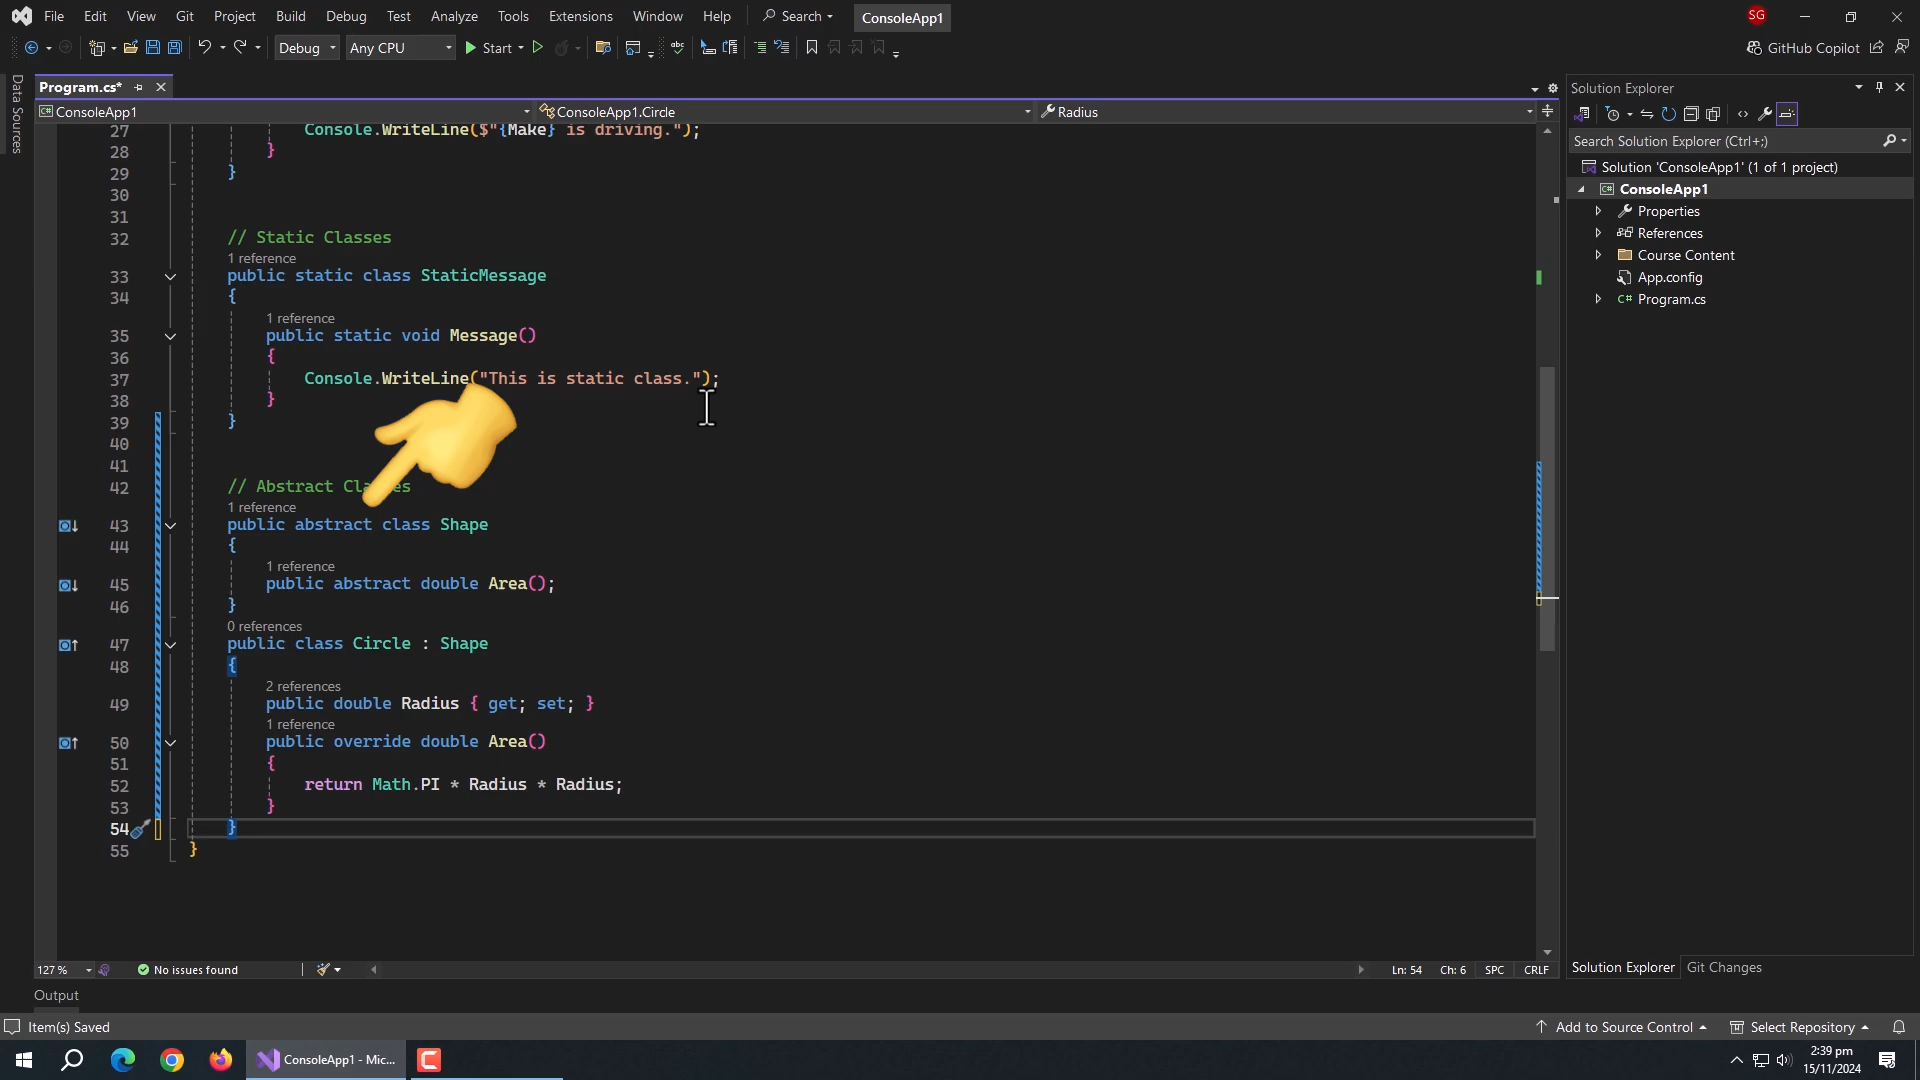 File Edit View Git Project Build Debug Test Analyze Tools Extensions Window Help Search ConsoleApp1 SG
Debug Any CPU Start GitHub Copilot
Data Sources
Program.cs*
ConsoleApp1 ConsoleApp1.Circle Radius
27 Console.WriteLine($"{Make} is driving.");
28 }
29 }
30
31
32 // Static Classes
1 reference
33 public static class StaticMessage
34 {
1 reference
35 public static void Message()
36 {
37 Console.WriteLine("This is static class.");
38 }
39 }
40
41
42 // Abstract Classes
1 reference
43 public abstract class Shape
44 {
1 reference
45 public abstract double Area();
46 }
0 references
47 public class Circle : Shape
48 {
2 references
49 public double Radius { get; set; }
1 reference
50 public override double Area()
51 {
52 return Math.PI * Radius * Radius;
53 }
54 }
55 }
127 % No issues found Ln: 54 Ch: 6 SPC CRLF
Output
Solution Explorer
Search Solution Explorer (Ctrl+;)
Solution 'ConsoleApp1' (1 of 1 project)
ConsoleApp1
Properties
References
Course Content
App.config
C# Program.cs
Solution Explorer Git Changes
Item(s) Saved Add to Source Control Select Repository
ConsoleApp1 - Mic...
2:39 pm
15/11/2024